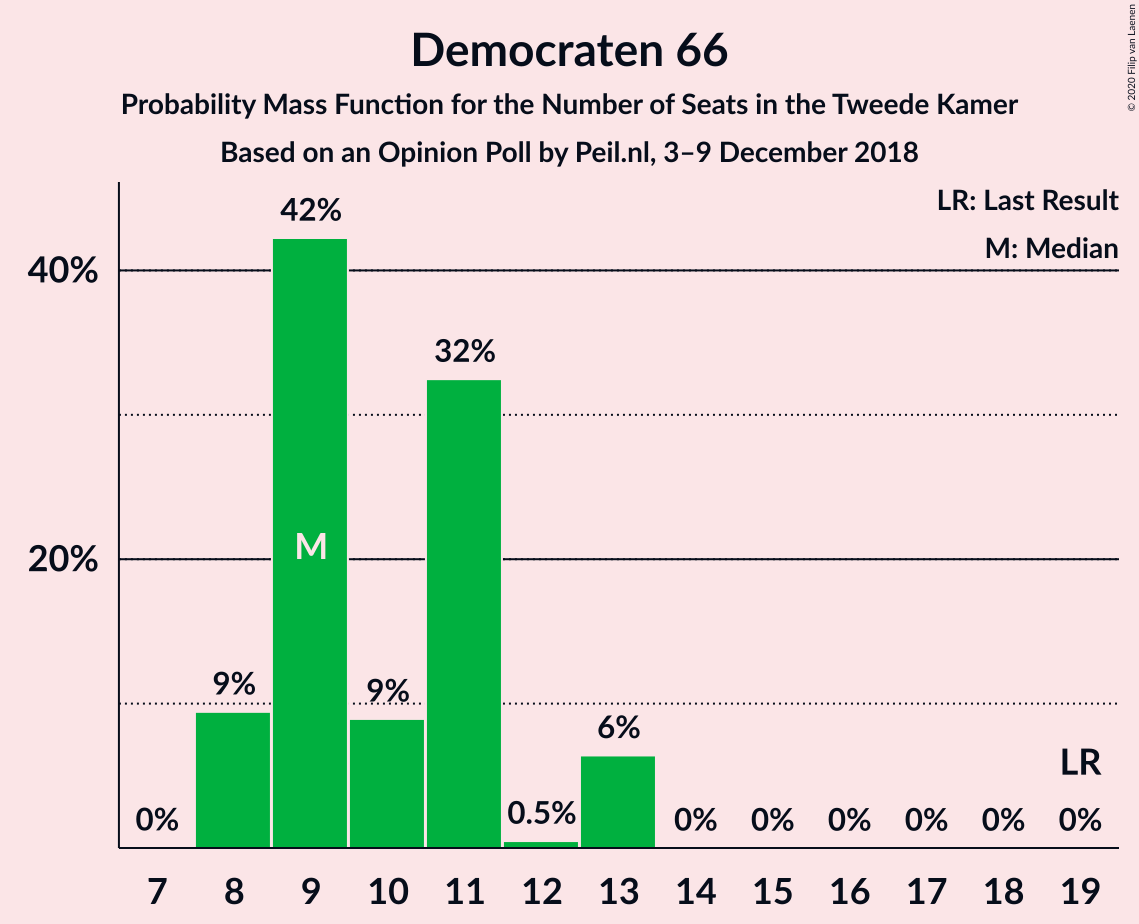 Democraten 66
Probability Mass Function for the Number of Seats in the Tweede Kamer
Based on an Opinion Poll by Peil.nl, 3–9 December 2018
© 2020 Filip van Laenen
LR: Last Result
M: Median
40%
20%
0%
9%
42%
M
9%
32%
0.5%
6%
0%
0%
0%
0%
0%
LR
0%
7 8 9 10 11 12 13 14 15 16 17 18 19